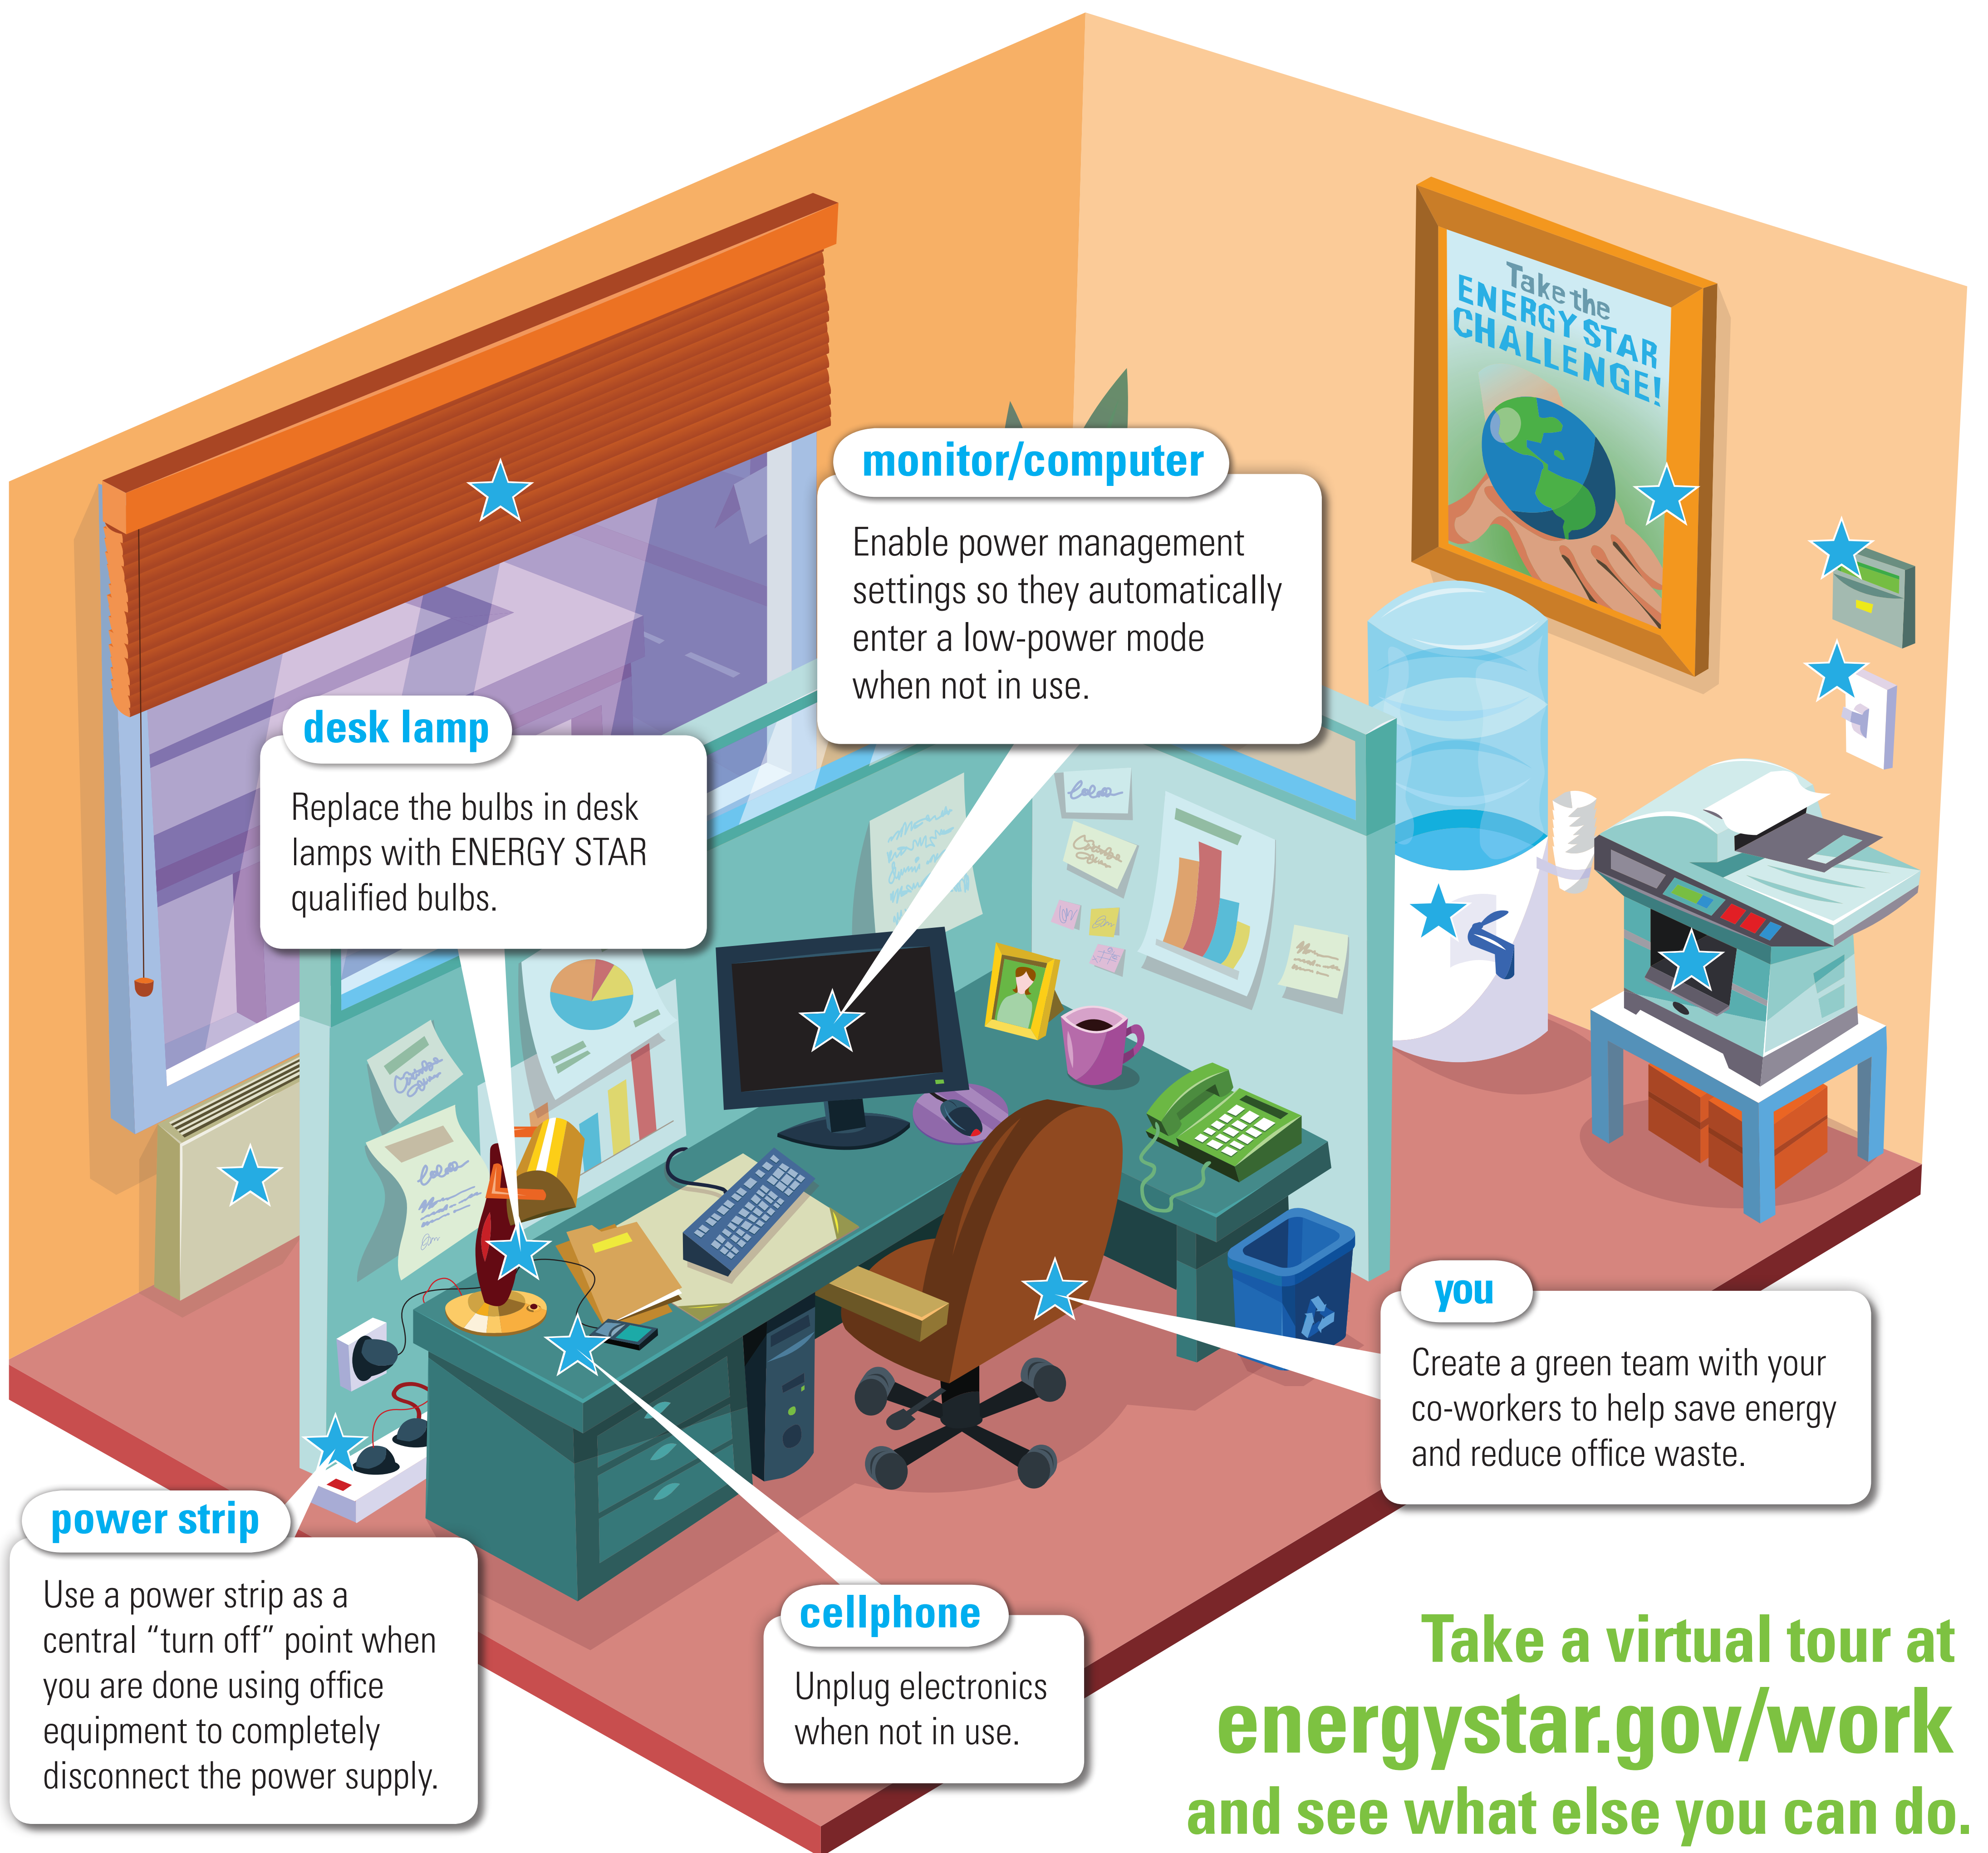 Take the
ENERGY STAR
CHALLENGE!
monitor/computer
Enable power management
settings so they automatically
enter a low-power mode
when not in use.
desk lamp
Replace the bulbs in desk
lamps with ENERGY STAR
qualified bulbs.
you
Create a green team with your
co-workers to help save energy
and reduce office waste.
power strip
Use a power strip as a
central “turn off” point when
you are done using office
equipment to completely
disconnect the power supply.
cellphone
Unplug electronics
when not in use.
Take a virtual tour at
energystar.gov/work
and see what else you can do.